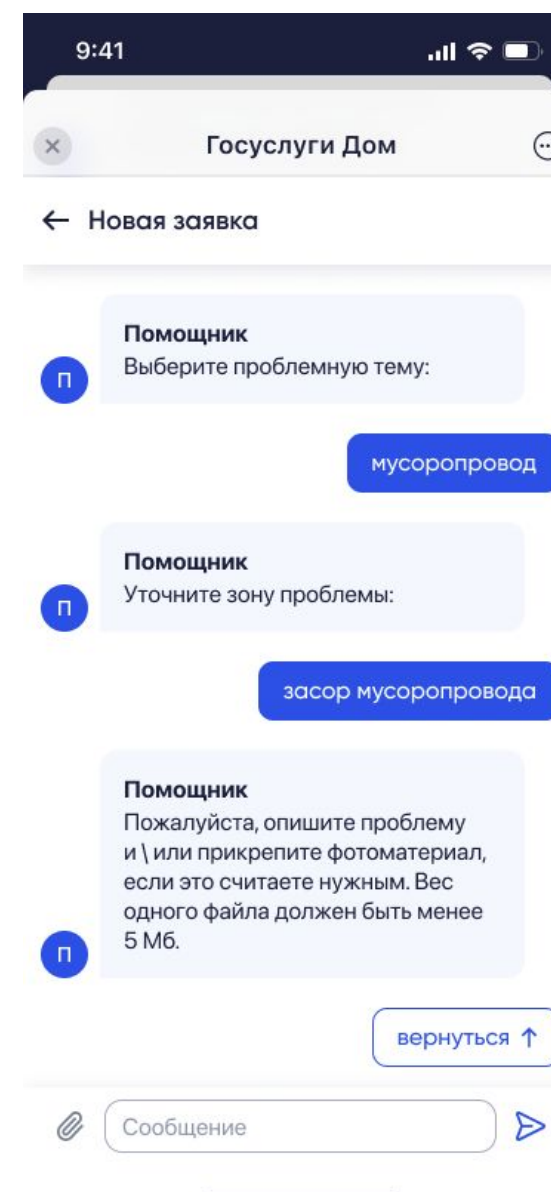 9:41
Госуслуги Дом
← Новая заявка
Помощник
Выберите проблемную тему:
П
мусоропровод
Помощник
Уточните зону проблемы:
П
засор мусоропровода
Помощник
Пожалуйста, опишите проблему
и \ или прикрепите фотоматериал,
если это считаете нужным. Вес
одного файла должен быть менее
5 Мб.
П
вернуться ↑
Сообщение